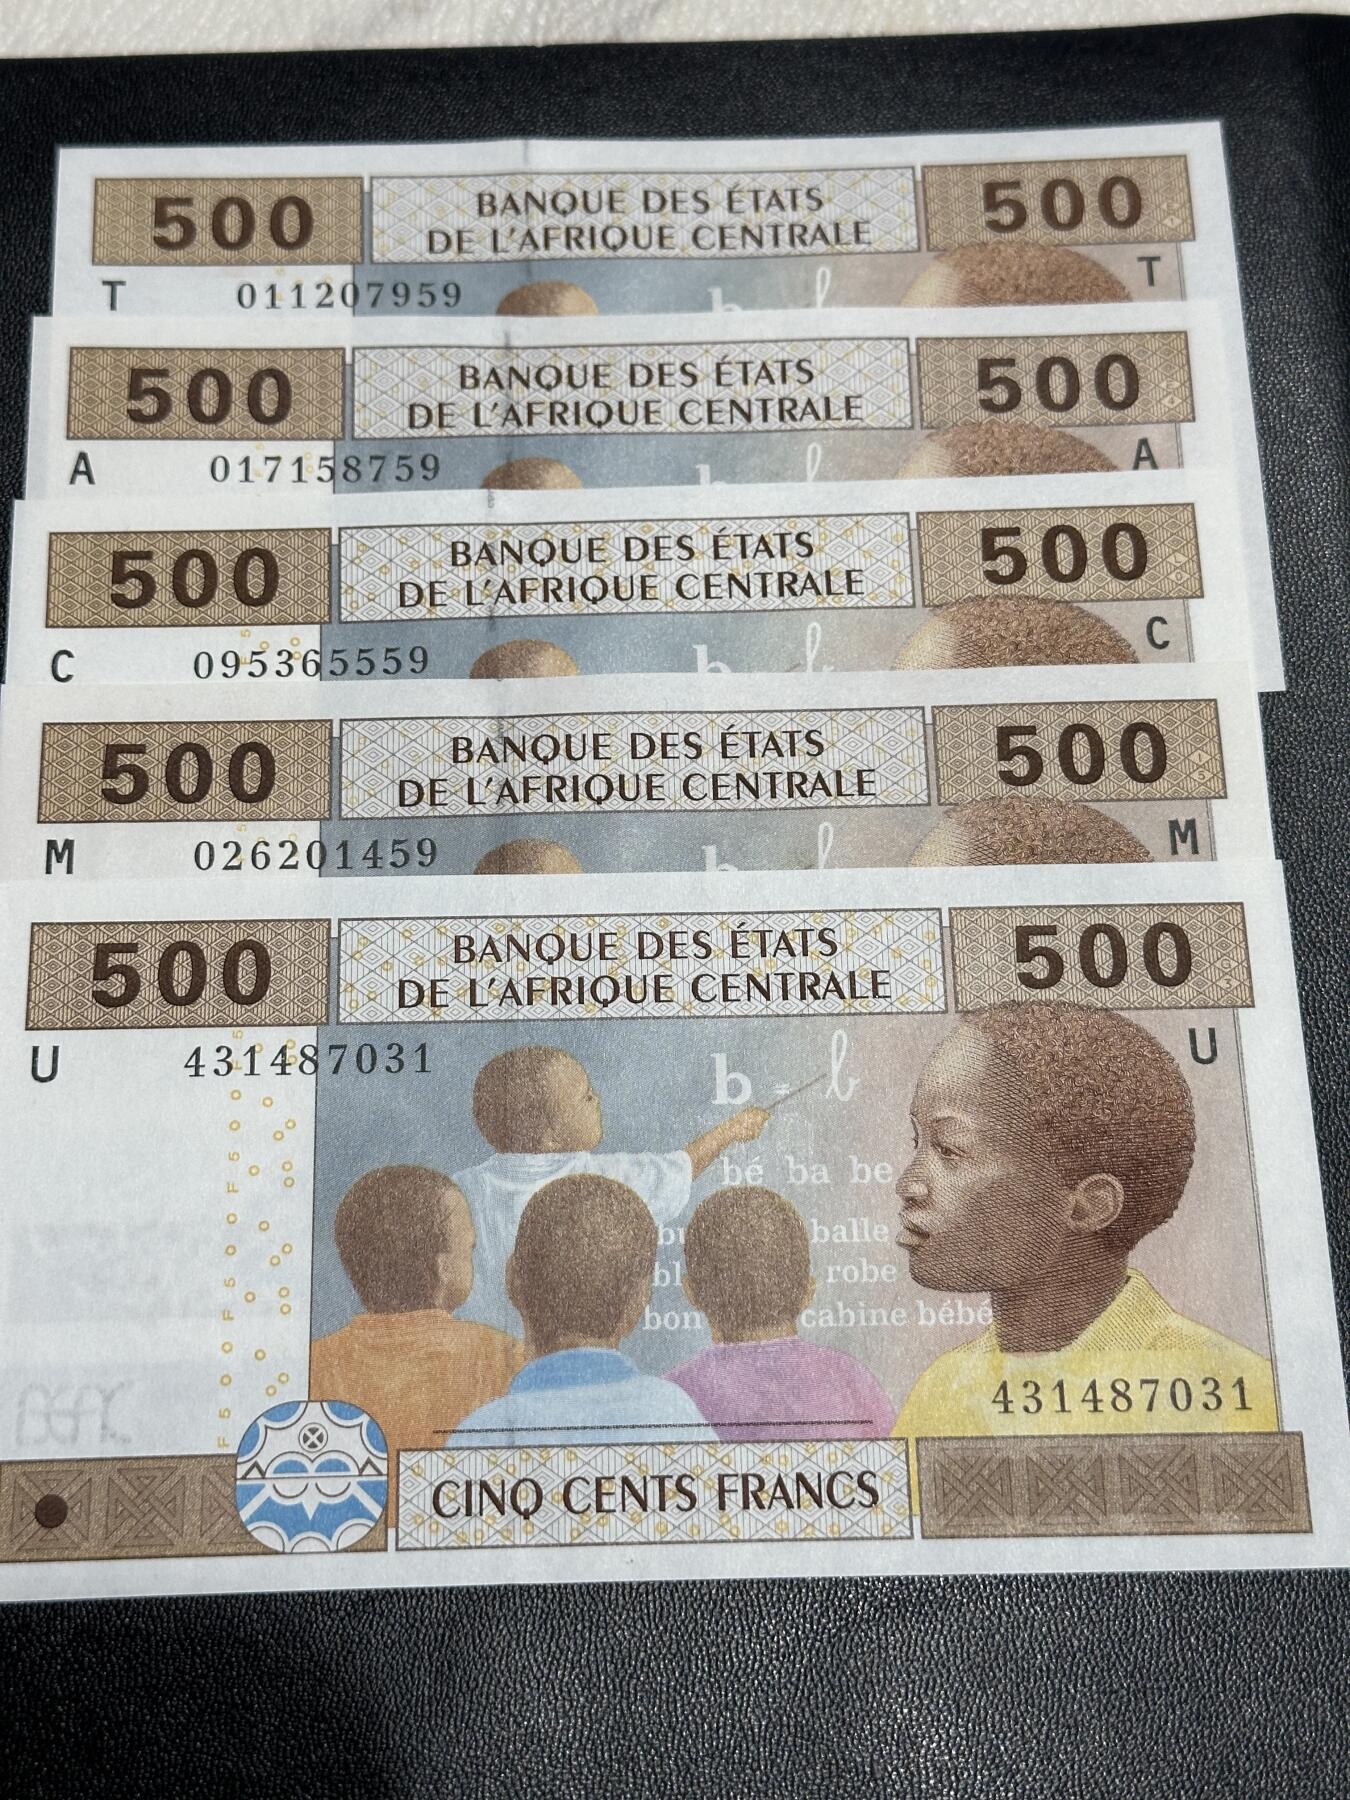 500 BANQUE DES ÉTATS 500
DE L'AFRIQUE CENTRALE
T 011207959 T
b
500 BANQUE DES ÉTATS 500
DE L'AFRIQUE CENTRALE
A 017158759 A
b
500 BANQUE DES ÉTATS 500
DE L'AFRIQUE CENTRALE
C 095365559 C
b
500 BANQUE DES ÉTATS 500
DE L'AFRIQUE CENTRALE
M 026201459 M
b
500 BANQUE DES ÉTATS 500
DE L'AFRIQUE CENTRALE
U 431487031 U
b = b
bé ba be
balle
robe
bon cabine bébé
431487031
CINQ CENTS FRANCS